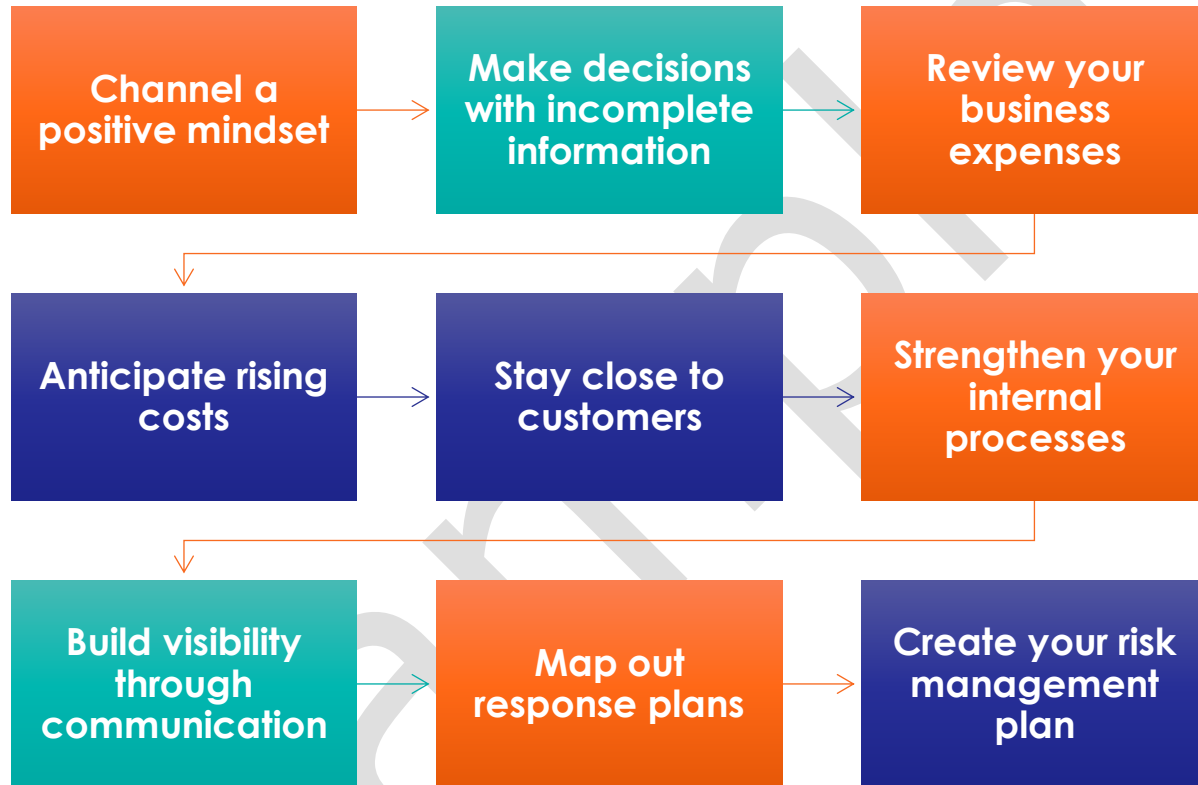 Channel a
positive mindset
Make decisions
with incomplete
information
Review your
business
expenses
Anticipate rising
costs
Stay close to
customers
Strengthen your
internal
processes
Build visibility
through
communication
Map out
response plans
Create your risk
management
plan